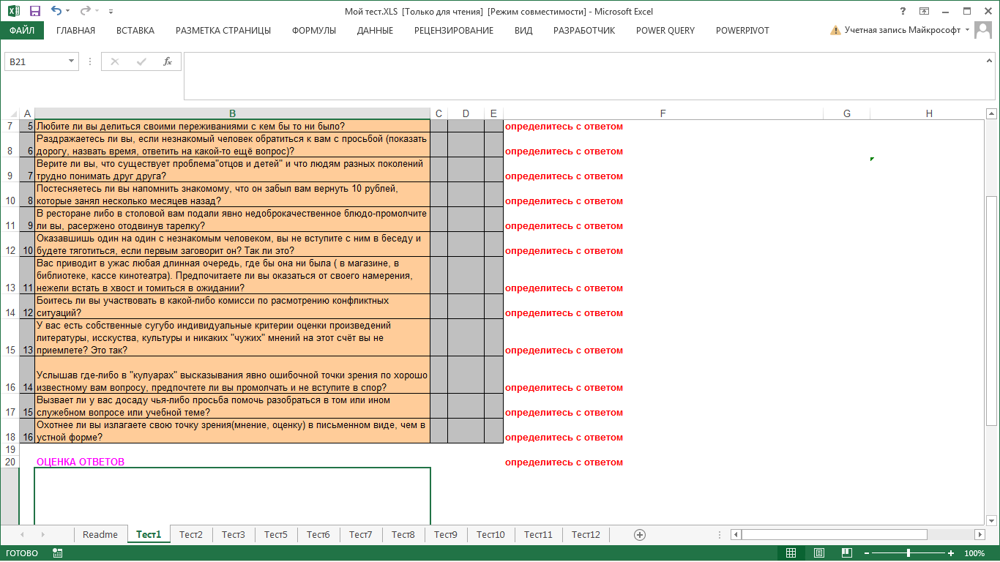 Мой тест.XLS [Только для чтения] [Режим совместимости] - Microsoft Excel
?
ФАЙЛ ГЛАВНАЯ ВСТАВКА РАЗМЕТКА СТРАНИЦЫ ФОРМУЛЫ ДАННЫЕ РЕЦЕНЗИРОВАНИЕ ВИД РАЗРАБОТЧИК POWER QUERY POWERPIVOT Учетная запись Майкрософт
B21 fx
A B C D E F G H
7 5 Любите ли вы делиться своими переживаниями с кем бы то ни было? определитесь с ответом
Раздражаетесь ли вы, если незнакомый человек обратиться к вам с просьбой (показать
8 6 дорогу, назвать время, ответить на какой-то ещё вопрос)? определитесь с ответом
Верите ли вы, что существует проблема"отцов и детей" и что людям разных поколений
9 7 трудно понимать друг друга? определитесь с ответом
Постесняетесь ли вы напомнить знакомому, что он забыл вам вернуть 10 рублей,
10 8 которые занял несколько месяцев назад? определитесь с ответом
В ресторане либо в столовой вам подали явно недоброкачественное блюдо-промолчите
11 9 ли вы, расержено отодвинув тарелку? определитесь с ответом
Оказавшишь один на один с незнакомым человеком, вы не вступите с ним в беседу и
12 10 будете тяготиться, если первым заговорит он? Так ли это? определитесь с ответом
Вас приводит в ужас любая длинная очередь, где бы она ни была ( в магазине, в
библиотеке, кассе кинотеатра). Предпочитаете ли вы оказаться от своего намерения,
13 11 нежели встать в хвост и томиться в ожидании? определитесь с ответом
Боитесь ли вы участвовать в какой-либо комисси по расмотрению конфликтных
14 12 ситуаций? определитесь с ответом
У вас есть собственные сугубо индивидуальные критерии оценки произведений
литературы, исскуства, культуры и никаких "чужих" мнений на этот счёт вы не
15 13 приемлете? Это так? определитесь с ответом
Услышав где-либо в "кулуарах" высказывания явно ошибочной точки зрения по хорошо
16 14 известному вам вопросу, предпочтете ли вы промолчать и не вступите в спор? определитесь с ответом
Вызвает ли у вас досаду чья-либо просьба помочь разобраться в том или ином
17 15 служебном вопросе или учебной теме? определитесь с ответом
Охотнее ли вы излагаете свою точку зрения(мнение, оценку) в письменном виде, чем в
18 16 устной форме? определитесь с ответом
19
20 ОЦЕНКА ОТВЕТОВ определитесь с ответом
Readme Тест1 Тест2 Тест3 Тест5 Тест6 Тест7 Тест8 Тест9 Тест10 Тест11 Тест12
ГОТОВО 100%